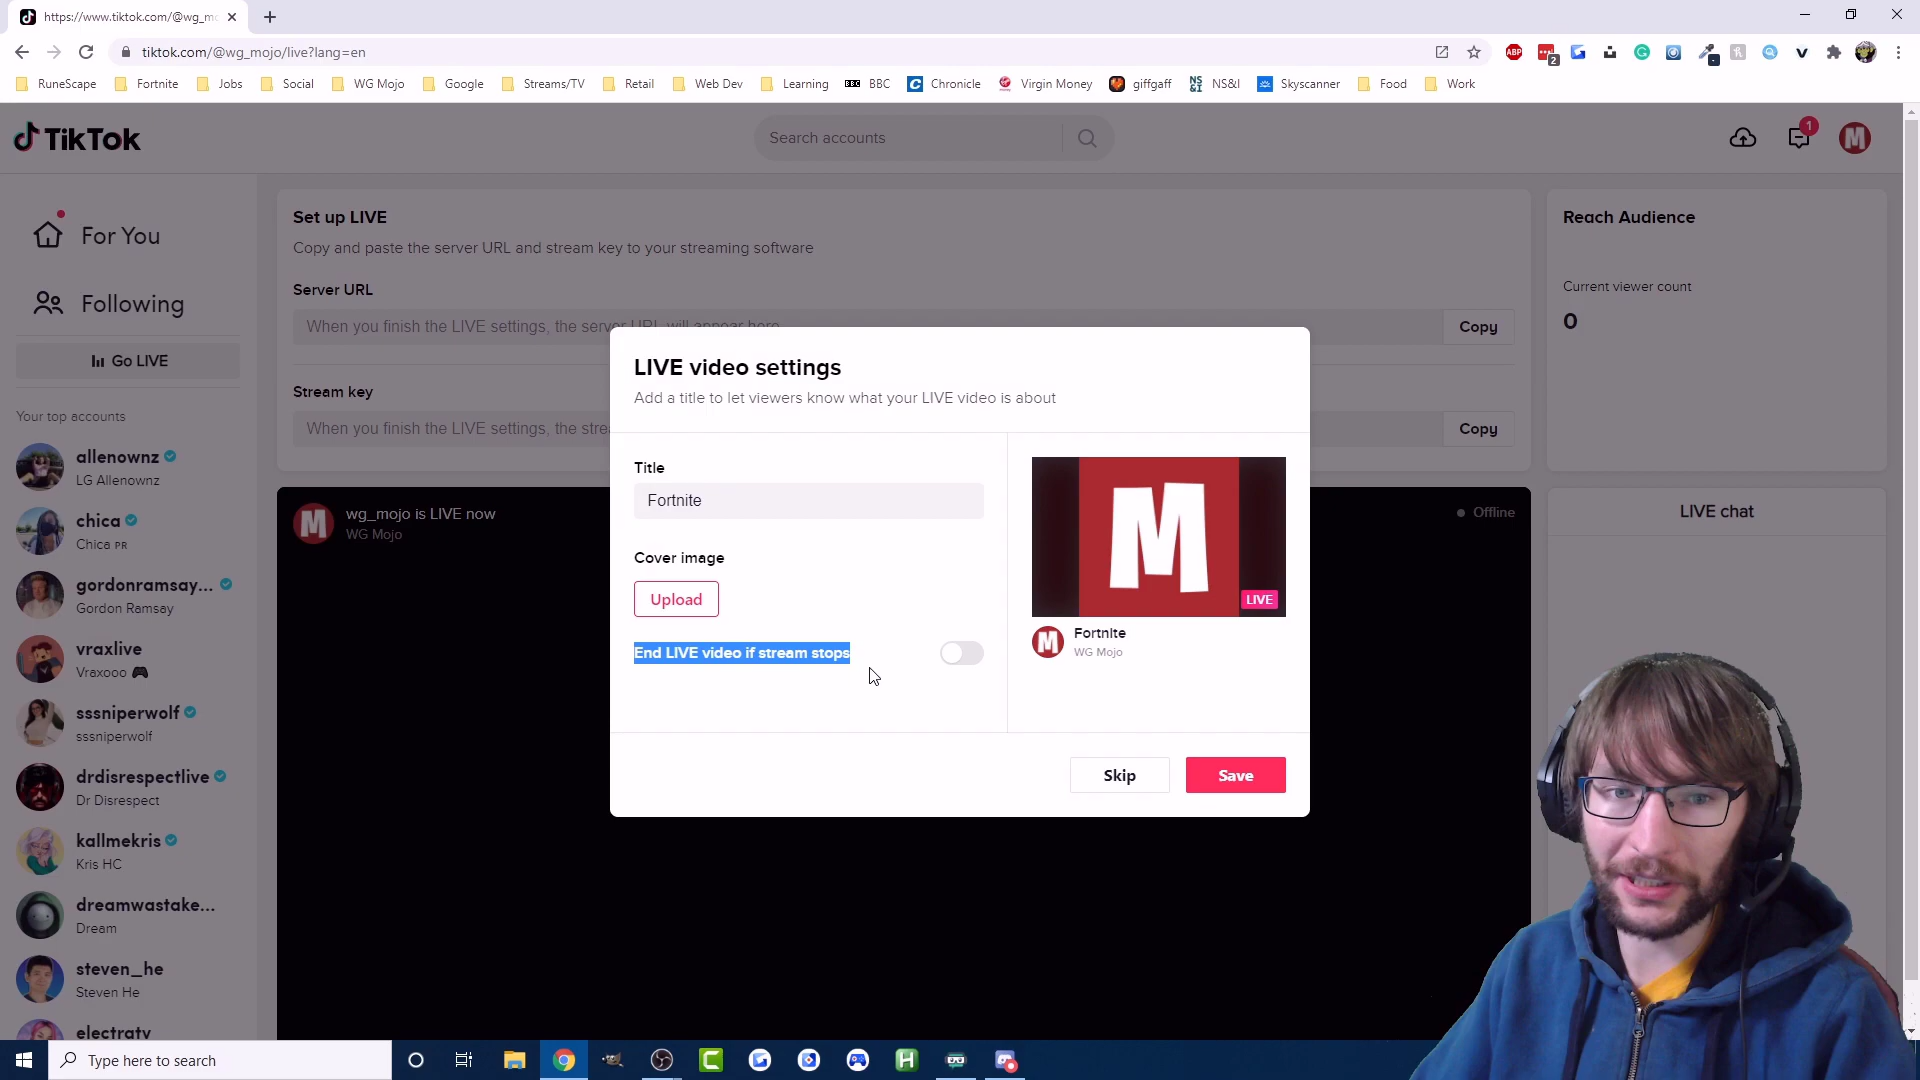 https://www.tiktok.com/@wg_mo
tiktok.com/@wg_mojo/live?lang=en
ABP
2
RuneScape
Fortnite
Jobs
Social
WG Mojo
Google
Streams/TV
Retail
Web Dev
Learning
BBC
BBC
Chronicle
Virgin Money
giffgaff
NS&I
NS&I
Skyscanner
Food
Work
TikTok
Search accounts
1
M
For You
Following
Go LIVE
Your top accounts
allenownz
LG Allenownz
chica
Chica PR
gordonramsay...
Gordon Ramsay
vraxlive
Vraxooo
sssniperwolf
sssniperwolf
drdisrespectlive
Dr Disrespect
kallmekris
Kris HC
dreamwastake...
Dream
steven_he
Steven He
electratv
Set up LIVE
Copy and paste the server URL and stream key to your streaming software
Server URL
When you finish the LIVE settings, the server URL will appear here
Copy
Stream key
When you finish the LIVE settings, the strea
Copy
Reach Audience
Current viewer count
0
M
wg_mojo is LIVE now
WG Mojo
Offline
LIVE chat
LIVE video settings
Add a title to let viewers know what your LIVE video is about
Title
Fortnite
Cover image
Upload
End LIVE video if stream stops
M
LIVE
M
Fortnite
WG Mojo
Skip
Save
Type here to search